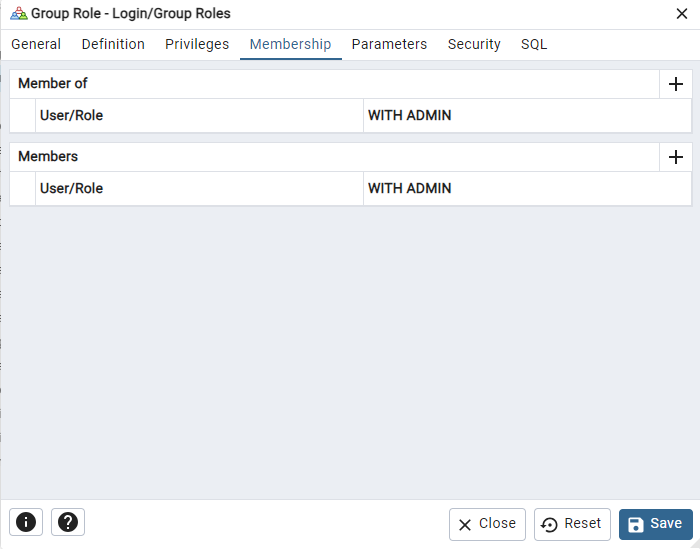 Group Role - Login/Group Roles
General Definition Privileges Membership Parameters Security SQL
Member of
User/Role WITH ADMIN
Members
User/Role WITH ADMIN
Close Reset Save